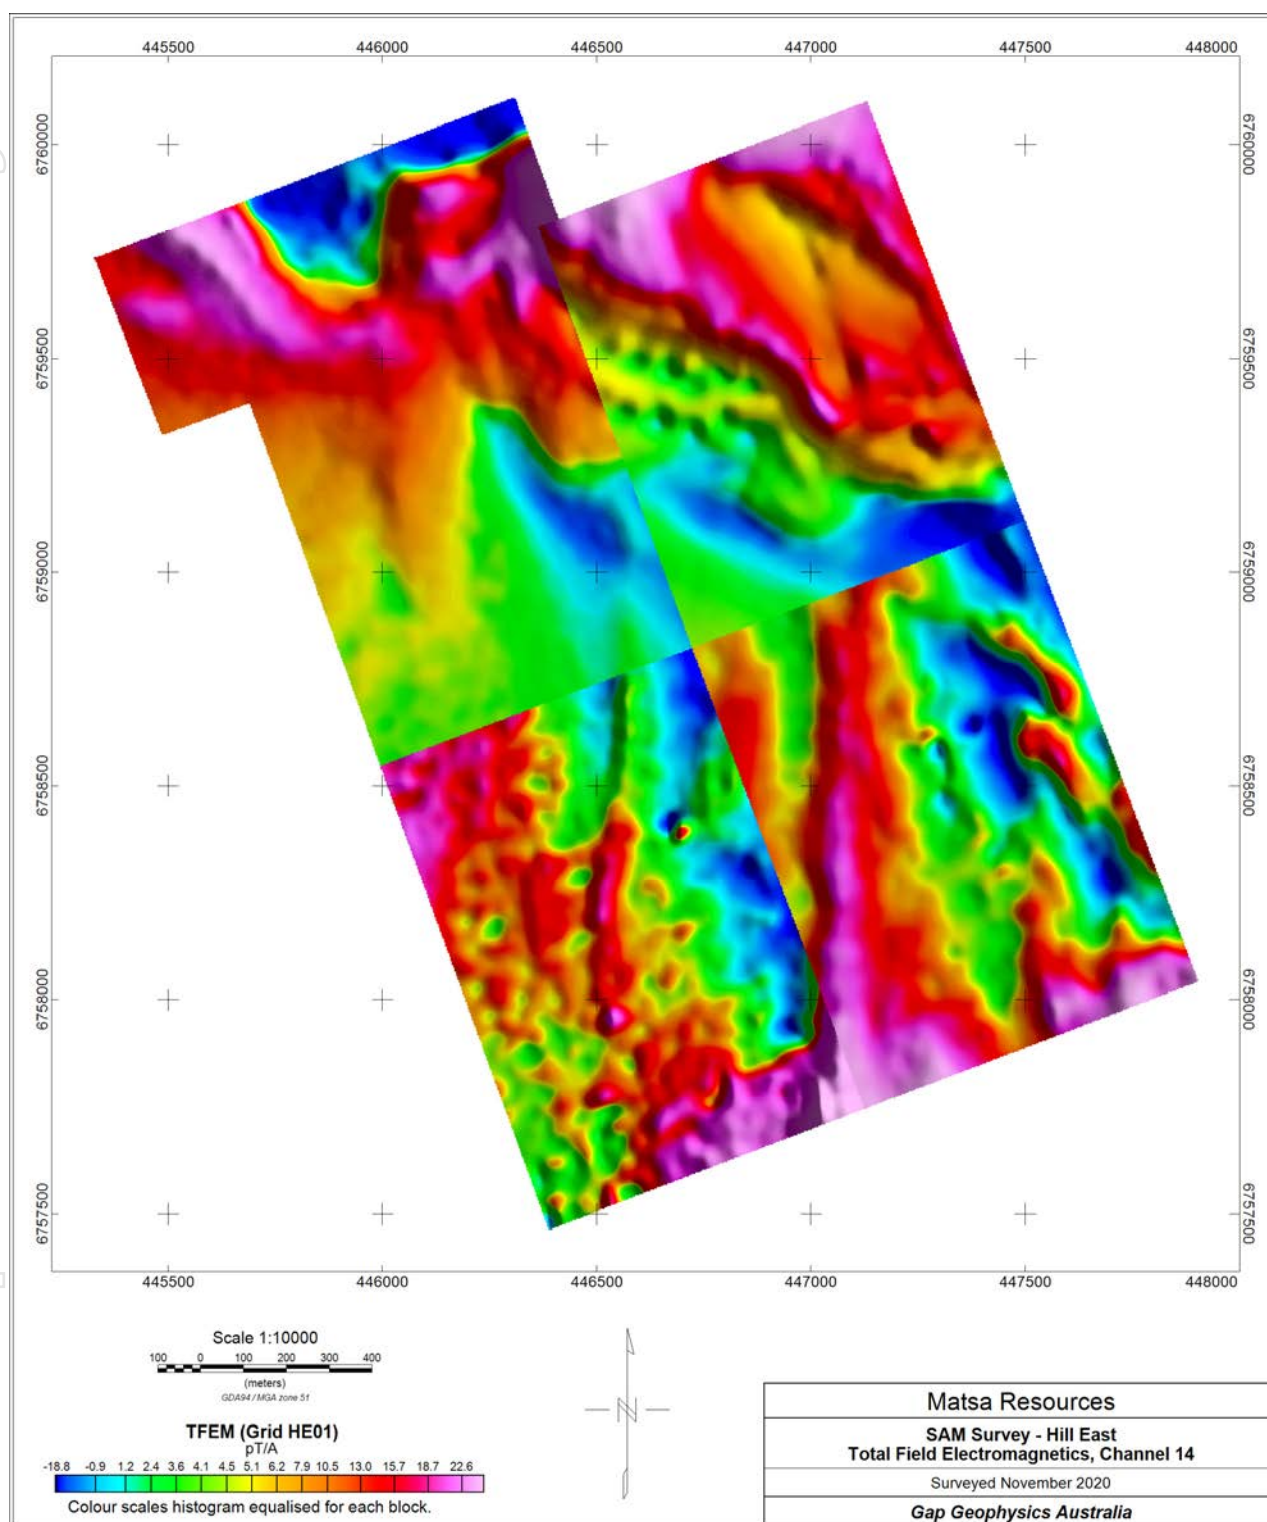 445500 446000 446500 447000 447500 448000
6760000 6760000
6759500 6759500
6759000 6759000
6758500 6758500
6758000 6758000
6757500 6757500
445500 446000 446500 447000 447500 448000
Scale 1:10000
100 0 100 200 300 400
(meters)
GDA94 / MGA zone 51
N
TFEM (Grid HE01)
pT/A
-18.8 -0.9 1.2 2.4 3.6 4.1 4.5 5.1 6.2 7.9 10.5 13.0 15.7 18.7 22.6
Colour scales histogram equalised for each block.
Matsa Resources
SAM Survey - Hill East
Total Field Electromagnetics, Channel 14
Surveyed November 2020
Gap Geophysics Australia